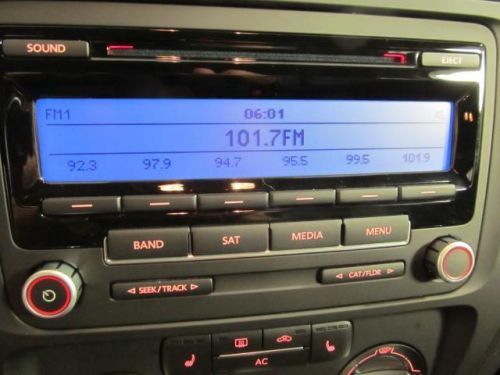 SOUND
EJECT
FM1 06:01
101.7FM
92.3 97.9 94.7 95.5 99.5 101.9
BAND SAT MEDIA MENU
SEEK/TRACK CAT/FLDR
AC